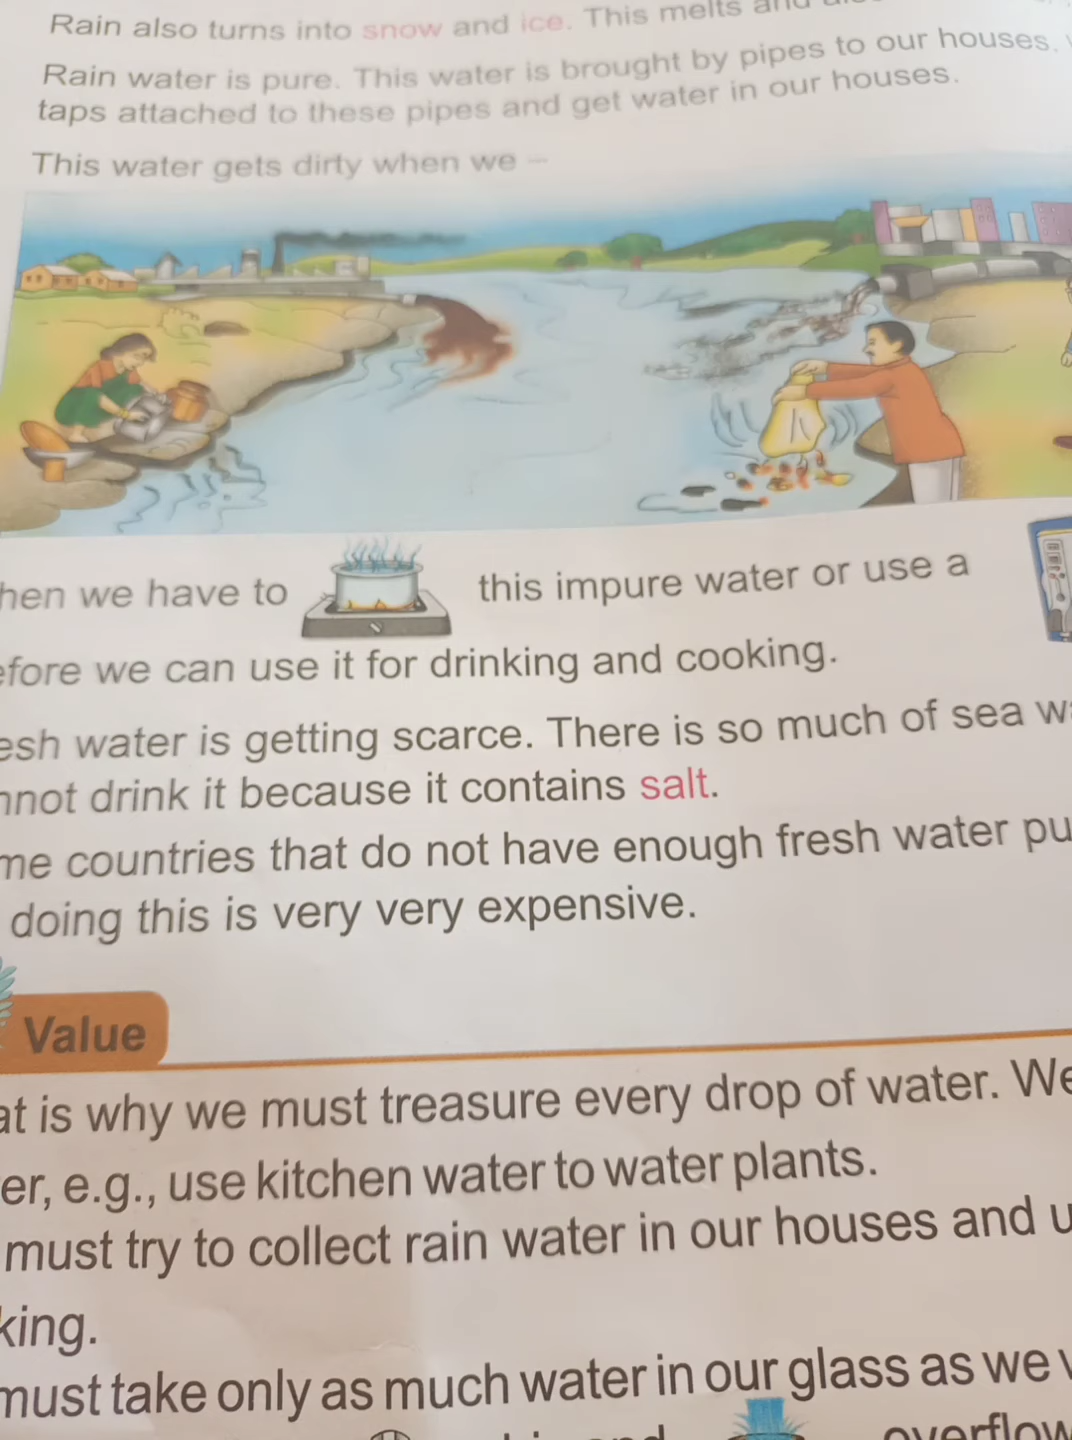 Rain also turns into snow and ice. This melts and
Rain water is pure. This water is brought by pipes to our houses.
taps attached to these pipes and get water in our houses.
This water gets dirty when we –
hen we have to this impure water or use a
efore we can use it for drinking and cooking.
esh water is getting scarce. There is so much of sea wa
nnot drink it because it contains salt.
me countries that do not have enough fresh water pu
doing this is very very expensive.
Value
at is why we must treasure every drop of water. We
er, e.g., use kitchen water to water plants.
must try to collect rain water in our houses and u
king.
must take only as much water in our glass as we
overflow